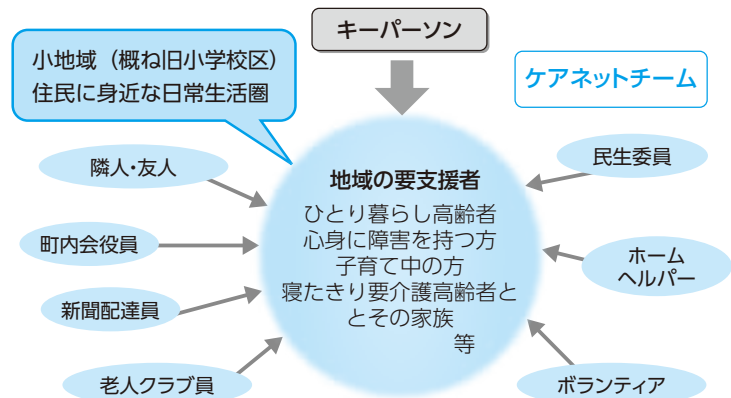 キーパーソン
小地域（概ね旧小学校区）
住民に身近な日常生活圏
ケアネットチーム
隣人・友人
町内会役員
新聞配達員
老人クラブ員
地域の要支援者
ひとり暮らし高齢者
心身に障害を持つ方
子育て中の方
寝たきり要介護高齢者と
とその家族
等
民生委員
ホーム
ヘルパー
ボランティア